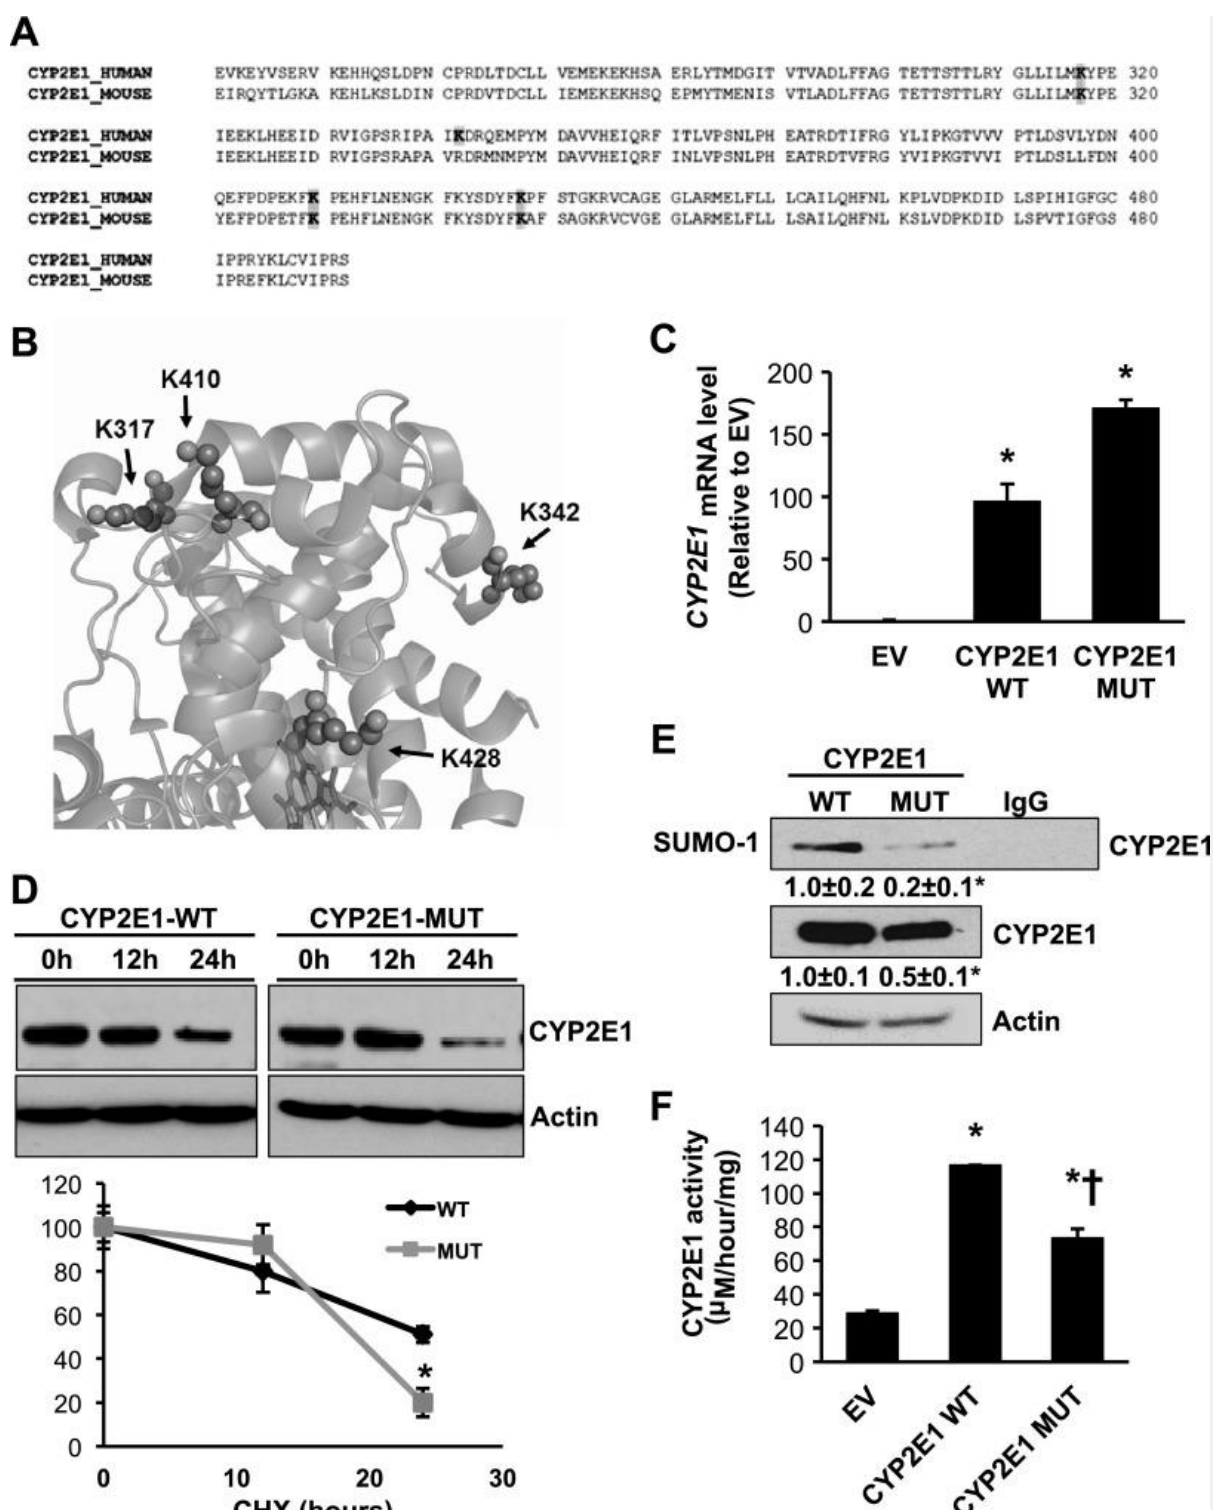 A
CYP2E1_HUMAN EVKEYVSERV KEHHQSLDPN CPRDLTDCLL VEMEKEKHSA ERLYTMDGIT VTVADLFFAG TETTSTTLRY GLLILMKYPE 320
CYP2E1_MOUSE EIRQYTLGKA KEHLKSLDIN CPRDVTDCLL IEMEKEKHSQ EPMYTMENIS VTLADLFFAG TETTSTTLRY GLLILMKYPE 320
CYP2E1_HUMAN IEEKLHEEID RVIGPSRIPA IKDRQEMPYM DAVVHEIQRF ITLVPSNLPH EATRDTIFRG YLIPKGTVVV PTLDSVLYDN 400
CYP2E1_MOUSE IEEKLHEEID RVIGPSRAPA VRDRMNMPYM DAVVHEIQRF INLVPSNLPH EATRDTVFRG YVIPKGTVVI PTLDSLLFDN 400
CYP2E1_HUMAN QEFPDPEKFK PEHFLNENGK FKYSDYFKPF STGKRVCAGE GLARMELFLL LCAILQHFNL KPLVDPKDID LSPIHIGFGC 480
CYP2E1_MOUSE YEFPDPETFK PEHFLNENGK FKYSDYFKAF SAGKRVCVGE GLARMELFLL LSAILQHFNL KSLVDPKDID LSPVTIGFGS 480
CYP2E1_HUMAN IPPRYKLCVIPRS
CYP2E1_MOUSE IPREFKLCVIPRS
B
K410
K317
K342
K428
C
CYP2E1 mRNA level
(Relative to EV)
200
150
100
50
0
*
*
EV CYP2E1 WT CYP2E1 MUT
D
CYP2E1-WT CYP2E1-MUT
0h 12h 24h 0h 12h 24h
CYP2E1
Actin
120
100
80
60
40
20
0
WT
MUT
*
0 10 20 30
CHX (hours)
E
CYP2E1
WT MUT IgG
SUMO-1 CYP2E1
1.0±0.2 0.2±0.1*
CYP2E1
1.0±0.1 0.5±0.1*
Actin
F
CYP2E1 activity
(µM/hour/mg)
140
120
100
80
60
40
20
0
*
*†
EV CYP2E1 WT CYP2E1 MUT